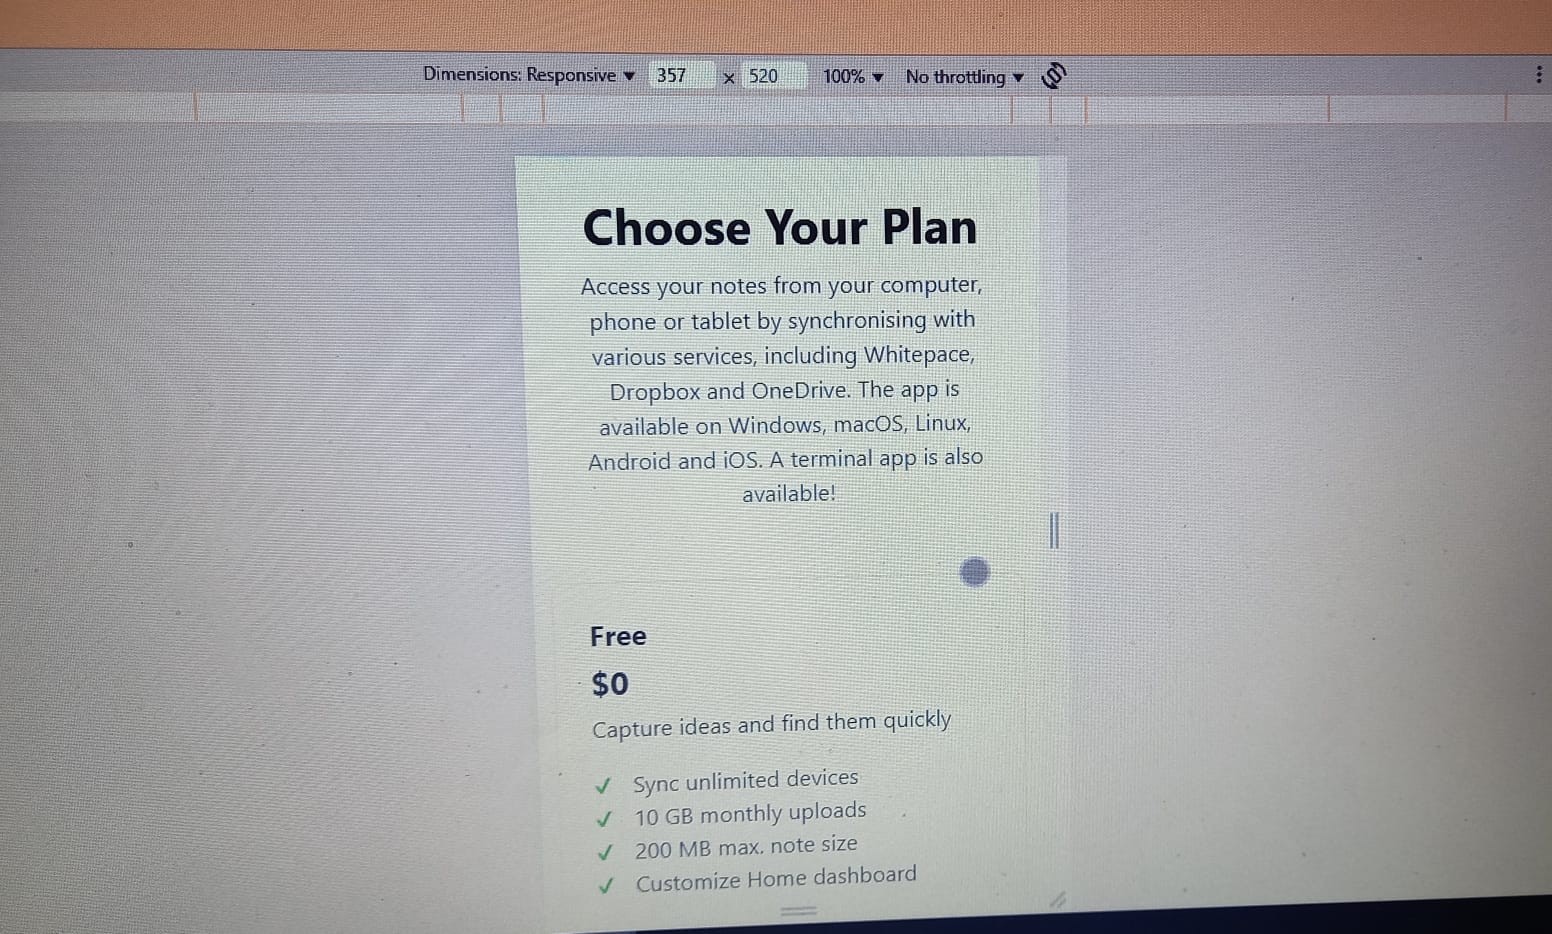 Dimensions: Responsive ▼ 357 x 520 100% ▼ No throttling ▼
Choose Your Plan
Access your notes from your computer,
phone or tablet by synchronising with
various services, including Whitepace,
Dropbox and OneDrive. The app is
available on Windows, macOS, Linux,
Android and iOS. A terminal app is also
available!
Free
$0
Capture ideas and find them quickly
✓ Sync unlimited devices
✓ 10 GB monthly uploads
✓ 200 MB max. note size
✓ Customize Home dashboard